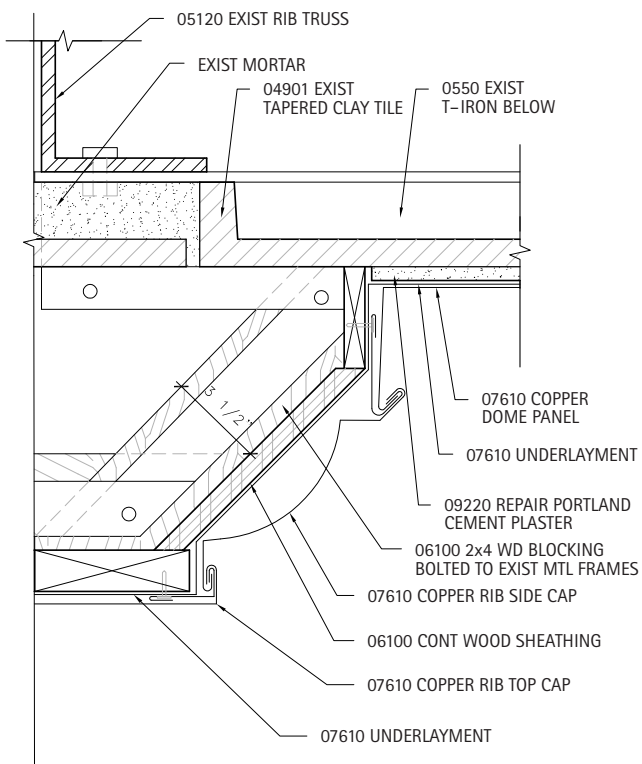 05120 EXIST RIB TRUSS
EXIST MORTAR
04901 EXIST
TAPERED CLAY TILE
0550 EXIST
T-IRON BELOW
3 1/2"
07610 COPPER
DOME PANEL
07610 UNDERLAYMENT
09220 REPAIR PORTLAND
CEMENT PLASTER
06100 2x4 WD BLOCKING
BOLTED TO EXIST MTL FRAMES
07610 COPPER RIB SIDE CAP
06100 CONT WOOD SHEATHING
07610 COPPER RIB TOP CAP
07610 UNDERLAYMENT